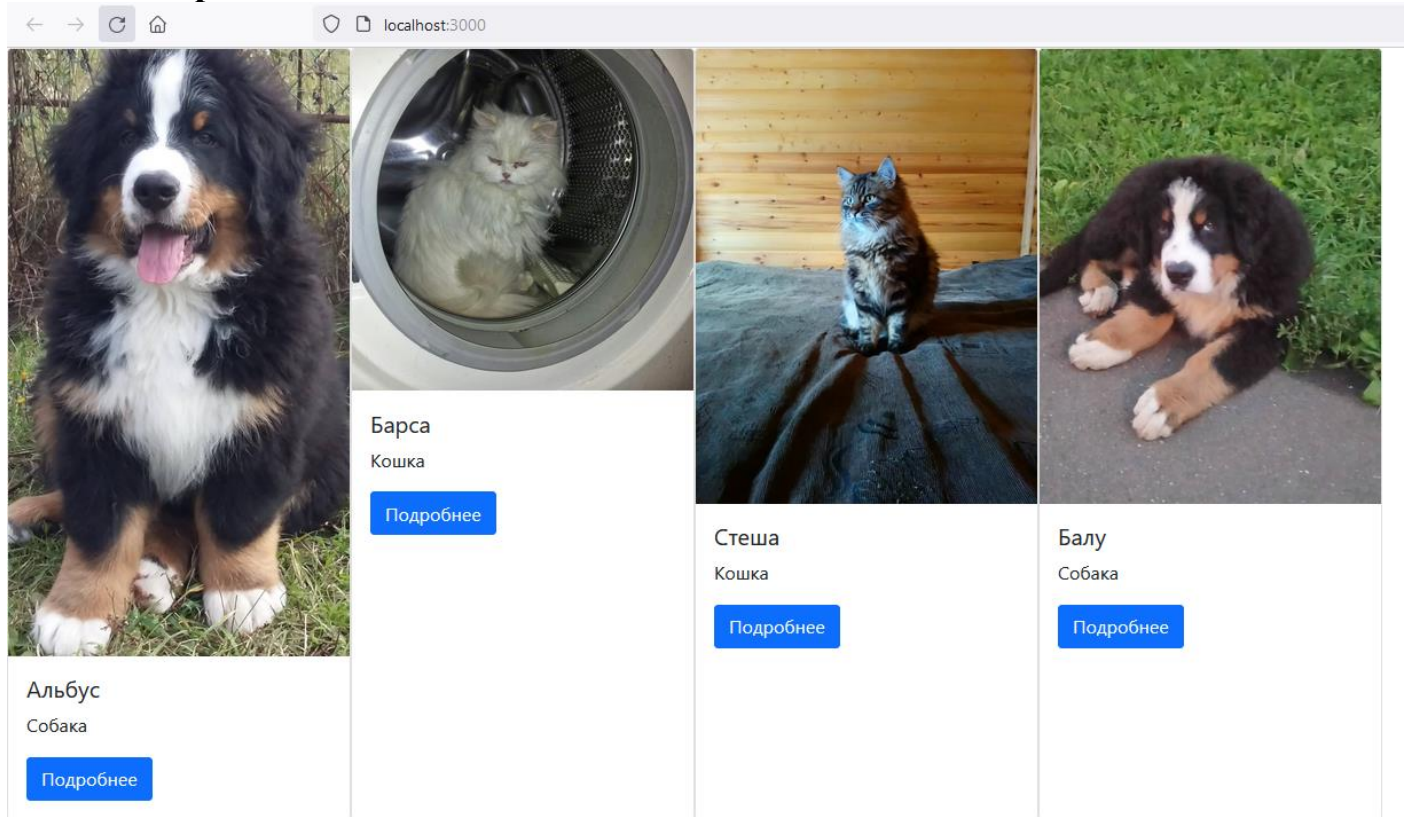 localhost:3000
Альбус
Собака
Подробнее
Барса
Кошка
Подробнее
Стеша
Кошка
Подробнее
Балу
Собака
Подробнее